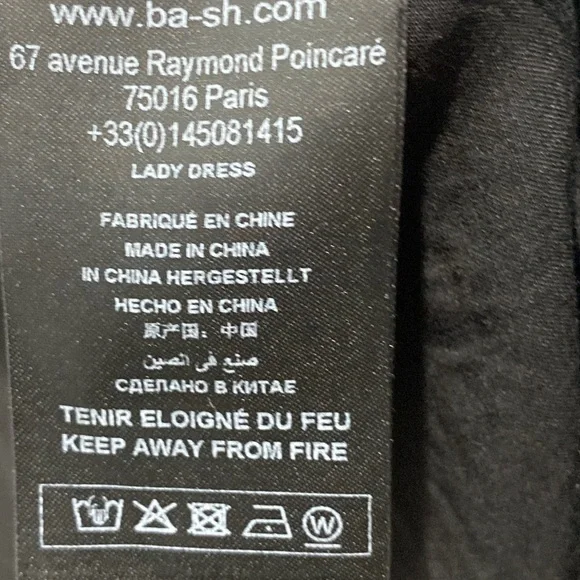 www.ba-sh.com
67 avenue Raymond Poincaré
75016 Paris
+33(0)145081415
LADY DRESS
FABRIQUÉ EN CHINE
MADE IN CHINA
IN CHINA HERGESTELLT
HECHO EN CHINA
原产国：中国
صنع في الصين
СДЕЛАНО В КИТАЕ
TENIR ELOIGNÉ DU FEU
KEEP AWAY FROM FIRE
W